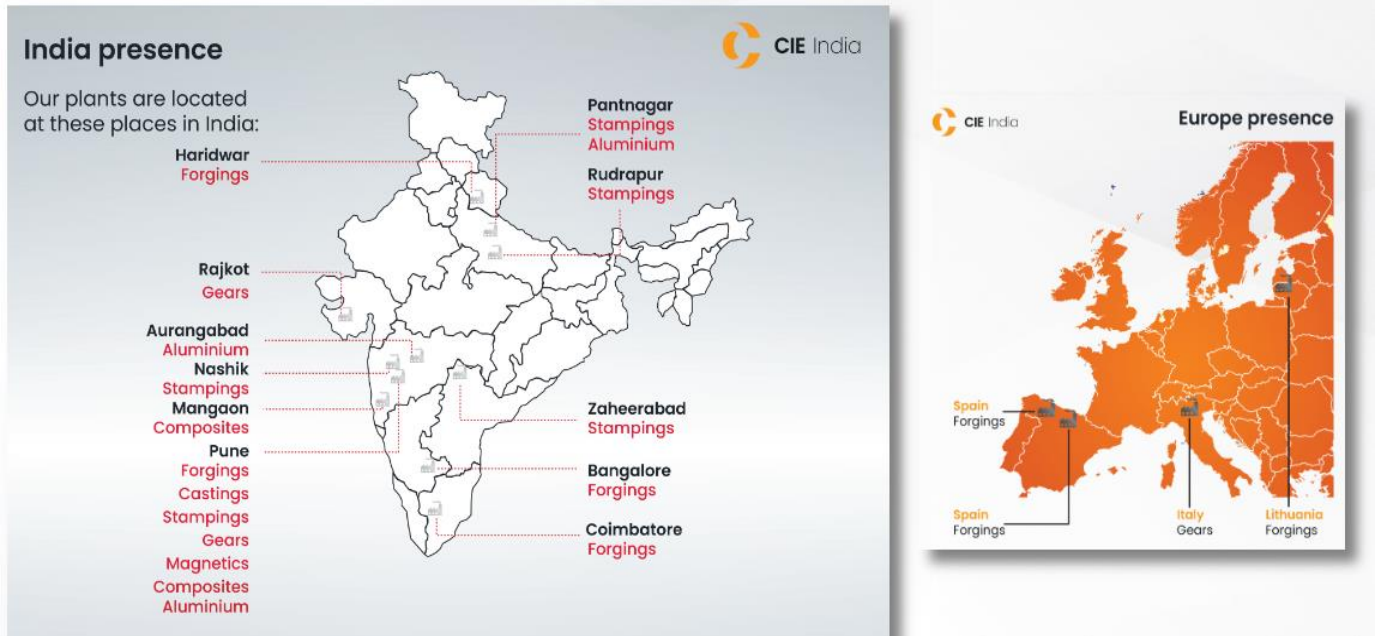 India presence
CIE India
Our plants are located
at these places in India:
Haridwar
Forgings
Rajkot
Gears
Aurangabad
Aluminium
Nashik
Stampings
Mangaon
Composites
Pune
Forgings
Castings
Stampings
Gears
Magnetics
Composites
Aluminium
Pantnagar
Stampings
Aluminium
Rudrapur
Stampings
Zaheerabad
Stampings
Bangalore
Forgings
Coimbatore
Forgings
CIE India
Europe presence
Spain
Forgings
Spain
Forgings
Italy
Gears
Lithuania
Forgings